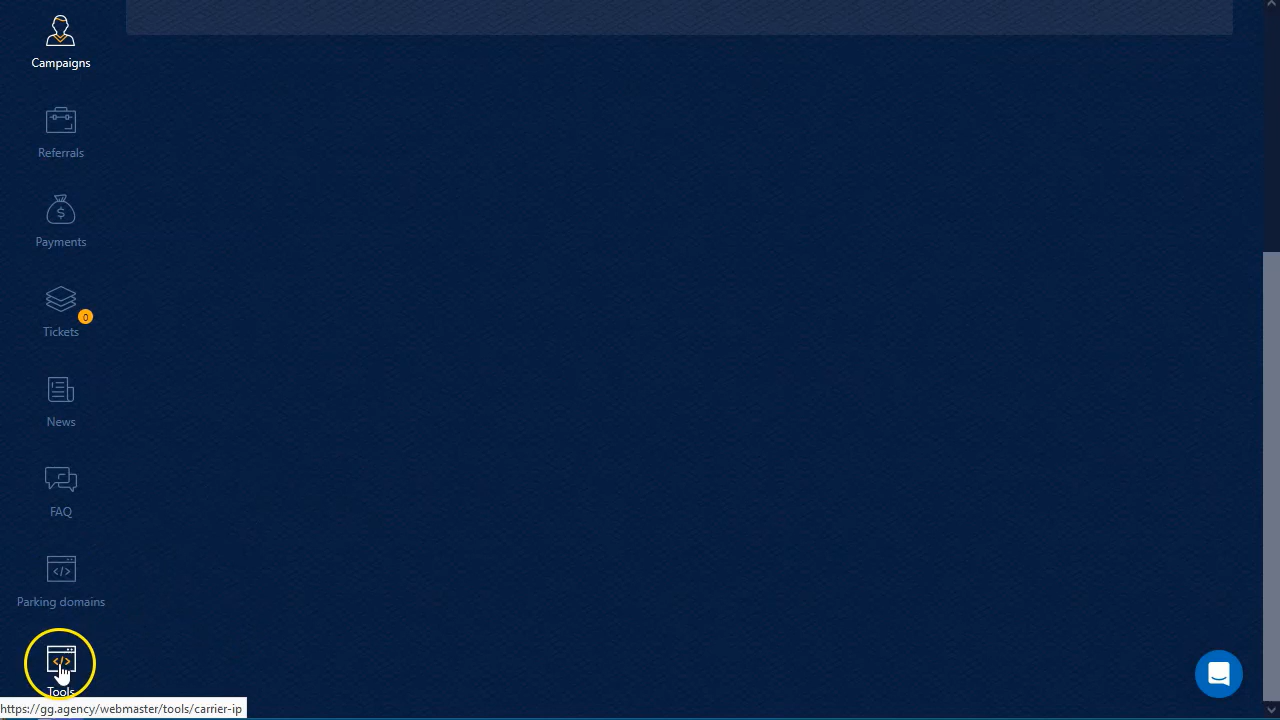 Campaigns
Referrals
Payments
0
Tickets
News
FAQ
Parking domains
Tools
https://gg.agency/webmaster/tools/carrier-ip